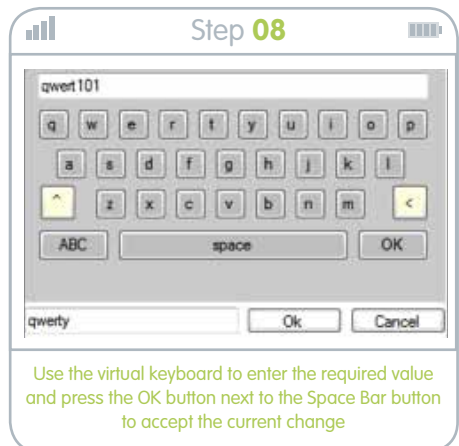 Step 08
qwert101
q w e r t y u i o p
a s d f g h j k l
^ z x c v b n m <
ABC space OK
qwerty Ok Cancel
Use the virtual keyboard to enter the required value
and press the OK button next to the Space Bar button
to accept the current change